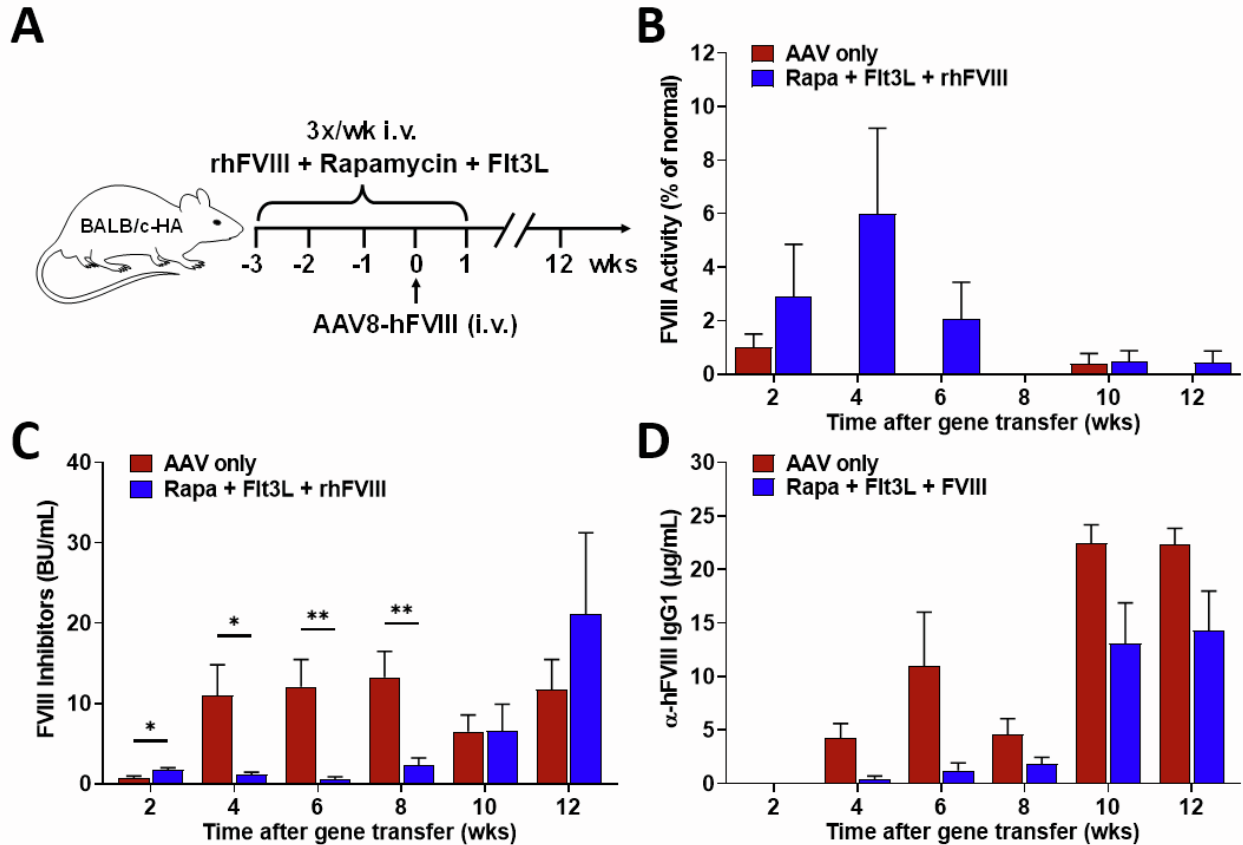 A
3x/wk i.v.
rhFVIII + Rapamycin + Flt3L
BALB/c-HA
-3 -2 -1 0 1 12 wks
AAV8-hFVIII (i.v.)
B
AAV only
Rapa + Flt3L + rhFVIII
FVIII Activity (% of normal)
12
10
8
6
4
2
0
2 4 6 8 10 12
Time after gene transfer (wks)
C
AAV only
Rapa + Flt3L + rhFVIII
FVIII Inhibitors (BU/mL)
40
30
20
10
0
* * ** **
2 4 6 8 10 12
Time after gene transfer (wks)
D
AAV only
Rapa + Flt3L + FVIII
α-hFVIII IgG1 (µg/mL)
30
25
20
15
10
5
0
2 4 6 8 10 12
Time after gene transfer (wks)